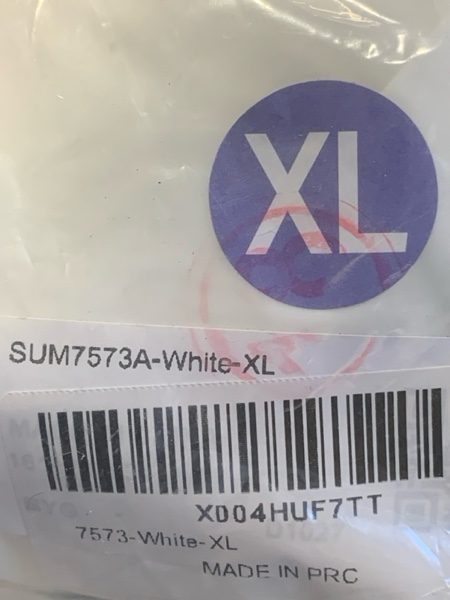 XL
SUM7573A-White-XL
X004HUF7TT
7573-White-XL
MADE IN PRC